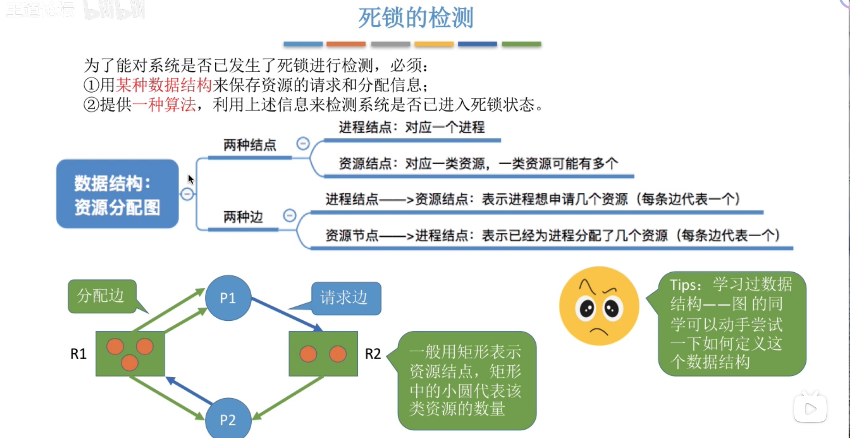 死锁的检测
为了能对系统是否已发生了死锁进行检测，必须：
①用某种数据结构来保存资源的请求和分配信息；
②提供一种算法，利用上述信息来检测系统是否已进入死锁状态。
数据结构：
资源分配图
两种结点
进程结点：对应一个进程
资源结点：对应一类资源，一类资源可能有多个
两种边
进程结点——>资源结点：表示进程想申请几个资源（每条边代表一个）
资源节点——>进程结点：表示已经为进程分配了几个资源（每条边代表一个）
分配边
P1
请求边
R1
R2
P2
一般用矩形表示
资源结点，矩形
中的小圆代表该
类资源的数量
Tips：学习过数据
结构——图 的同
学可以动手尝试
一下如何定义这
个数据结构